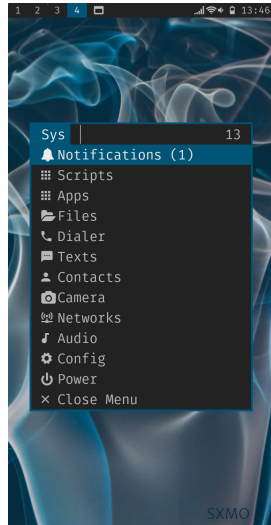 1 2 3 4 13:46
Sys 13
Notifications (1)
Scripts
Apps
Files
Dialer
Texts
Contacts
Camera
Networks
Audio
Config
Power
Close Menu
SXMO